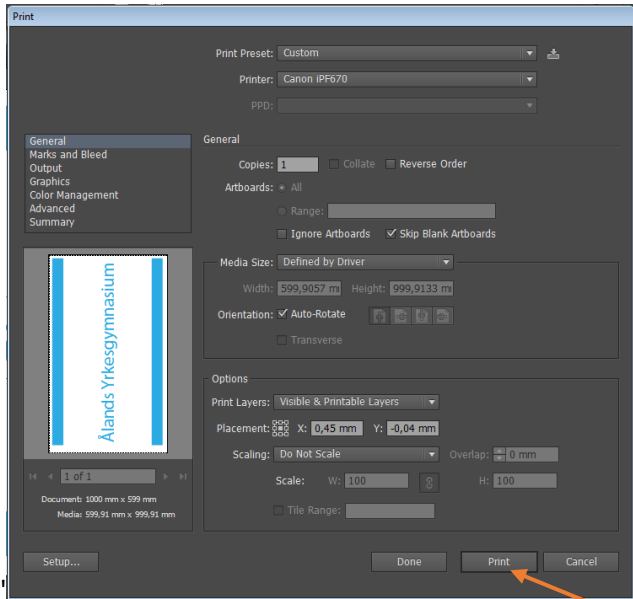 Print
Print Preset: Custom
Printer: Canon iPF670
PPD:
General
Marks and Bleed
Output
Graphics
Color Management
Advanced
Summary
Ålands Yrkesgymnasium
1 of 1
Document: 1000 mm x 599 mm
Media: 599,91 mm x 999,91 mm
General
Copies: 1 Collate Reverse Order
Artboards: All
Range:
Ignore Artboards Skip Blank Artboards
Media Size: Defined by Driver
Width: 599,9057 m Height: 999,9133 m
Orientation: Auto-Rotate
Transverse
Options
Print Layers: Visible & Printable Layers
Placement: X: 0,45 mm Y: -0,04 mm
Scaling: Do Not Scale Overlap: 0 mm
Scale: W: 100 H: 100
Tile Range:
Setup... Done Print Cancel